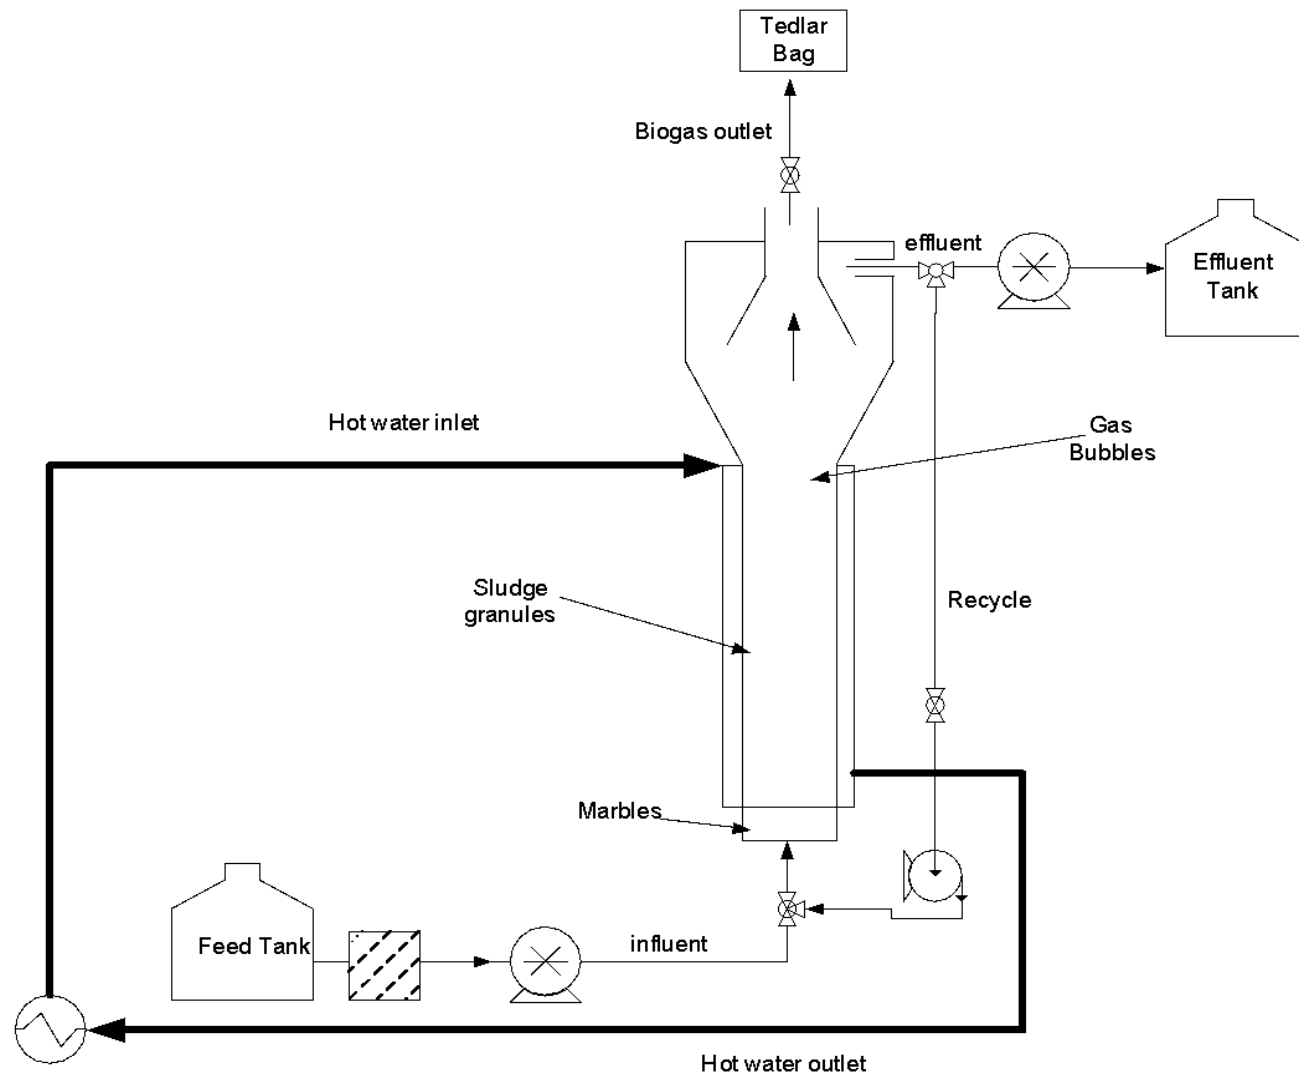 Tedlar
Bag
Biogas outlet
effluent
Effluent
Tank
Hot water inlet
Gas
Bubbles
Sludge
granules
Recycle
Marbles
Feed Tank
influent
Hot water outlet